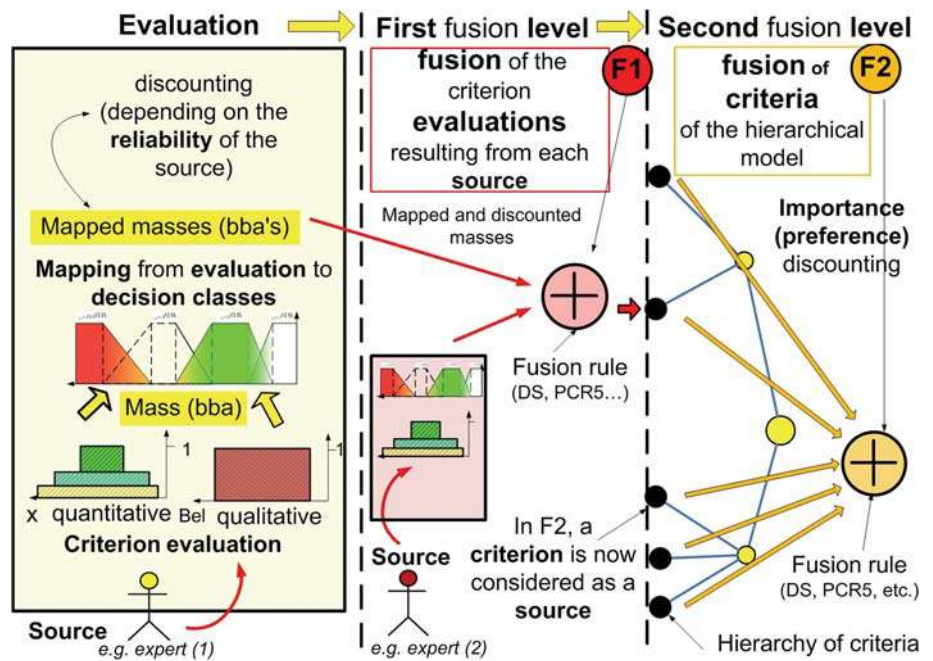 Evaluation
discounting
(depending on the
reliability of the
source)
Mapped masses (bba's)
Mapping from evaluation to
decision classes
Mass (bba)
1
1
x quantitative
Bel qualitative
Criterion evaluation
Source
e.g. expert (1)
First fusion level
F1
fusion of the
criterion
evaluations
resulting from each
source
Mapped and discounted
masses
Fusion rule
(DS, PCR5...)
Source
e.g. expert (2)
Second fusion level
F2
fusion of
criteria
of the hierarchical
model
Importance
(preference)
discounting
In F2, a
criterion is now
considered as a
source
Fusion rule
(DS, PCR5, etc.)
Hierarchy of criteria